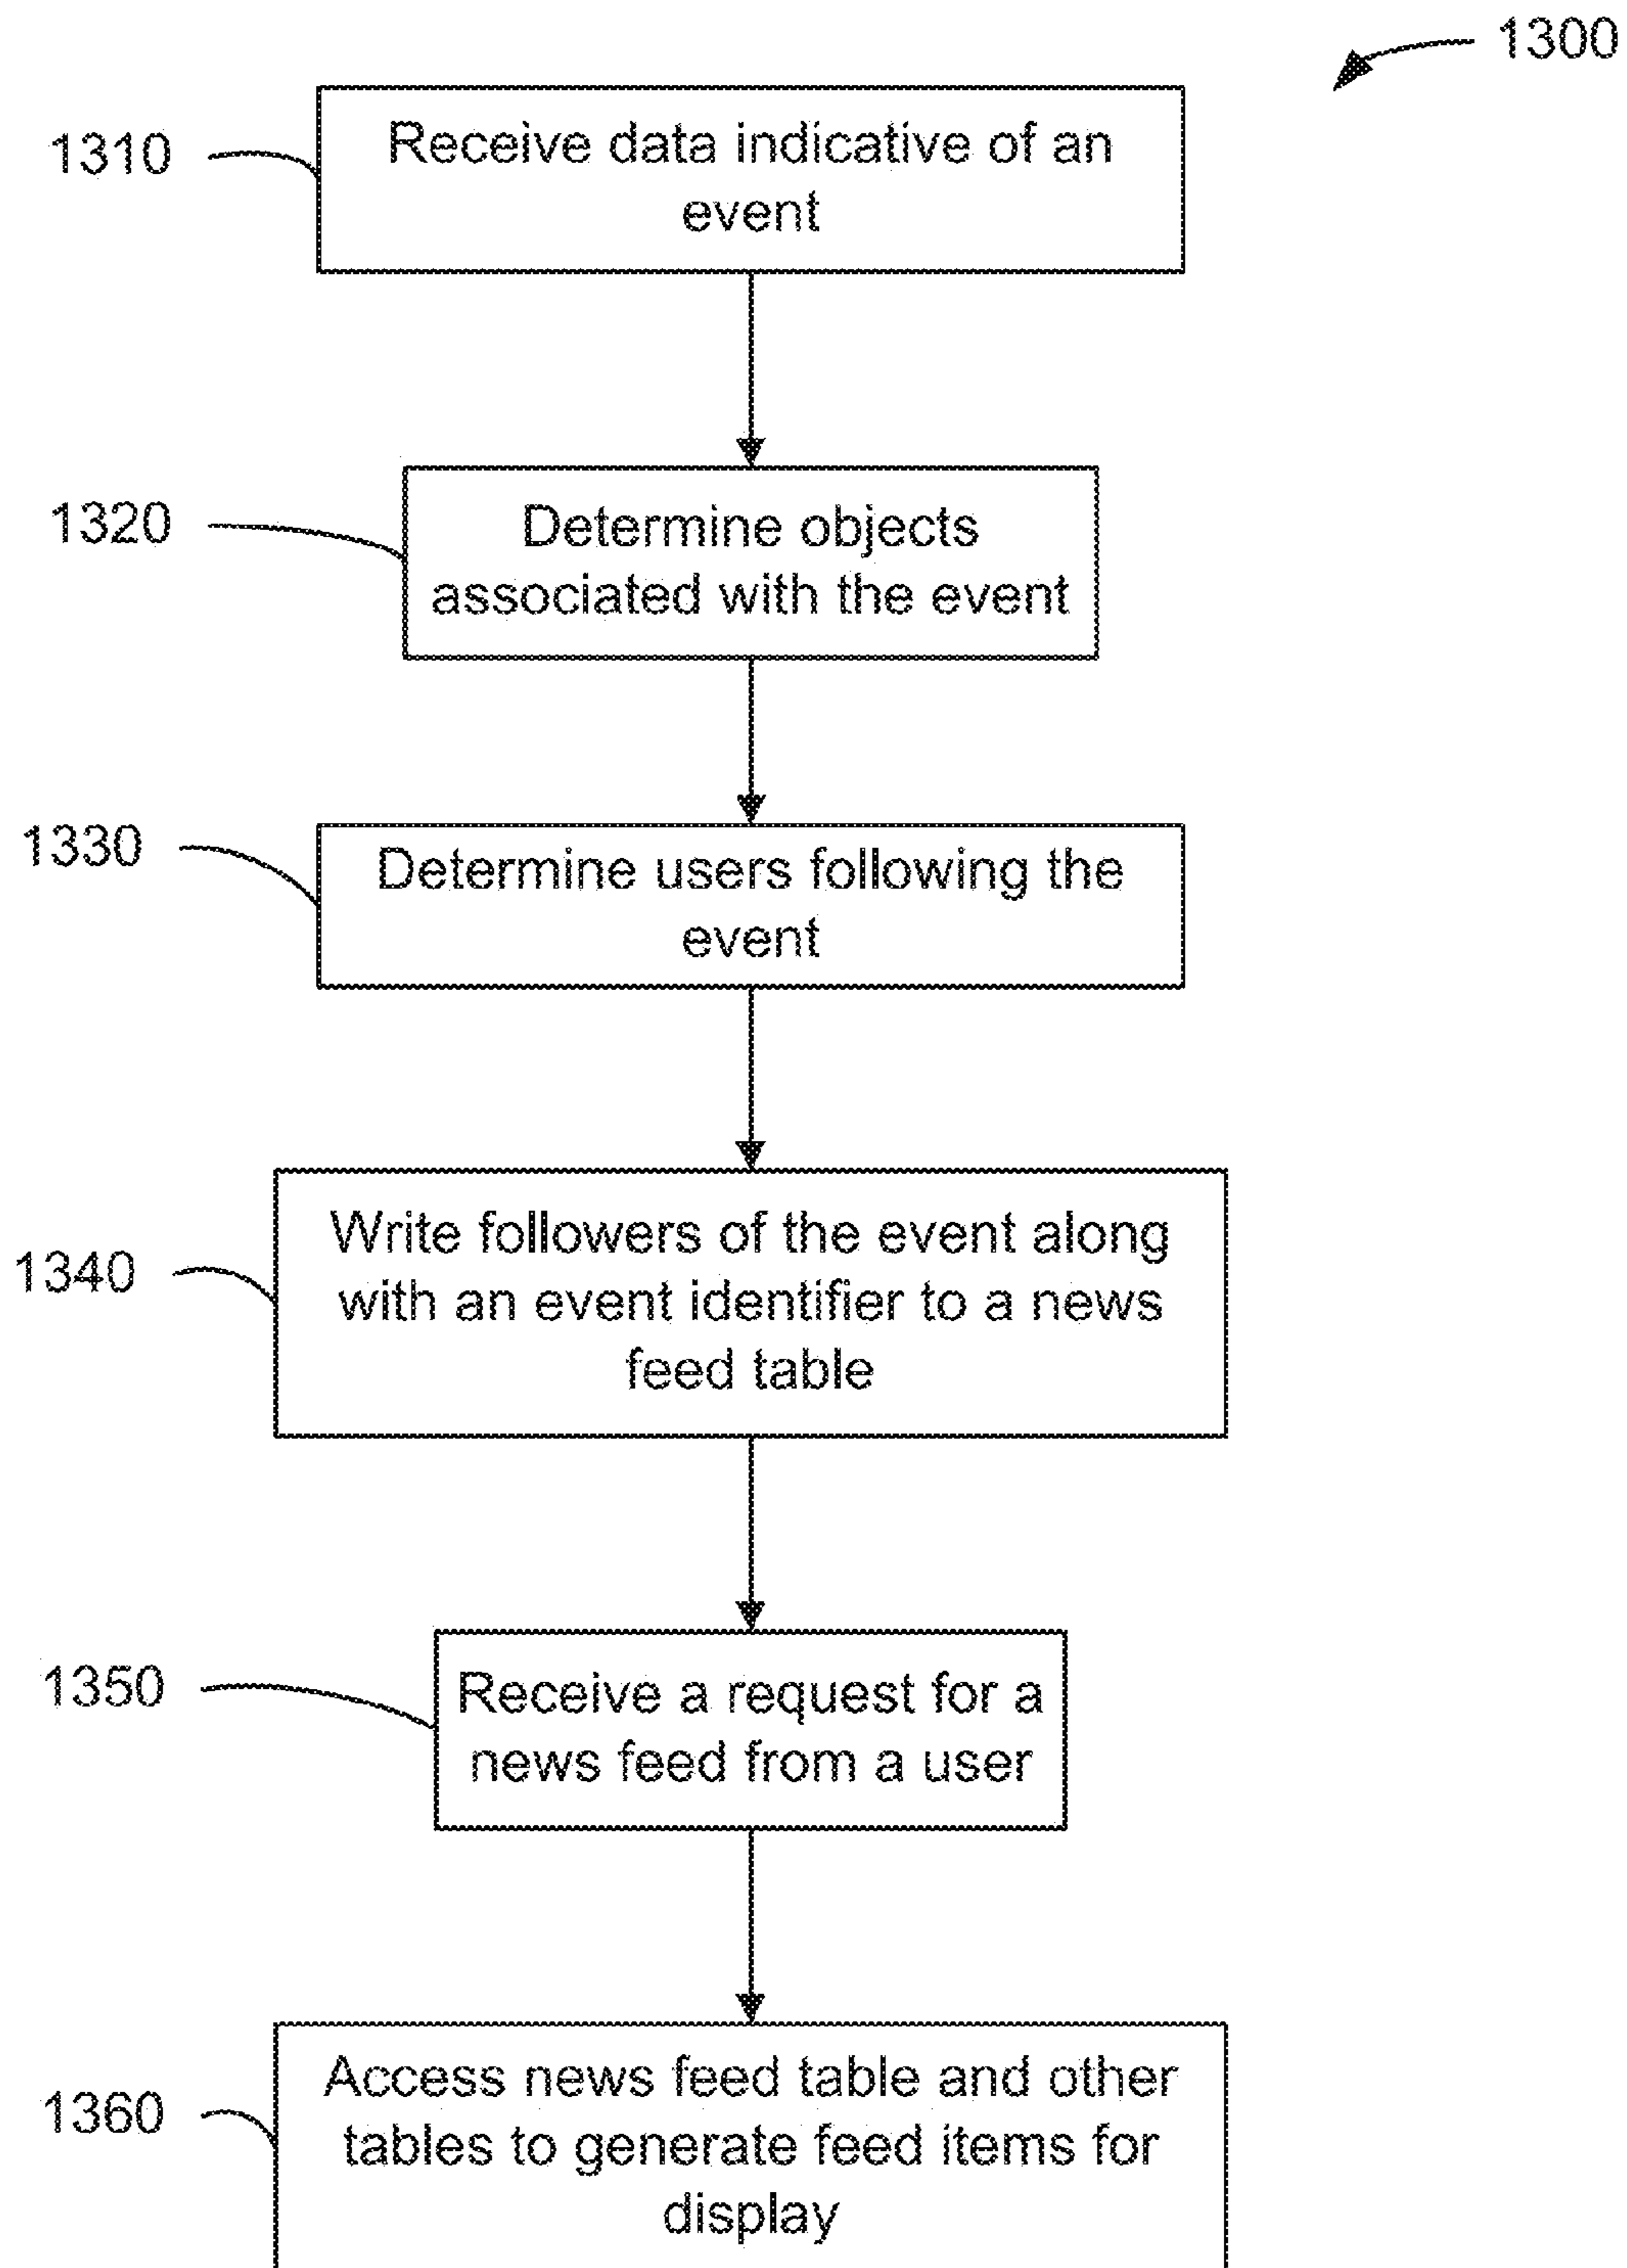 1300
1310
Receive data indicative of an
event
1320
Determine objects
associated with the event
1330
Determine users following the
event
1340
Write followers of the event along
with an event identifier to a news
feed table
1350
Receive a request for a
news feed from a user
1360
Access news feed table and other
tables to generate feed items for
display